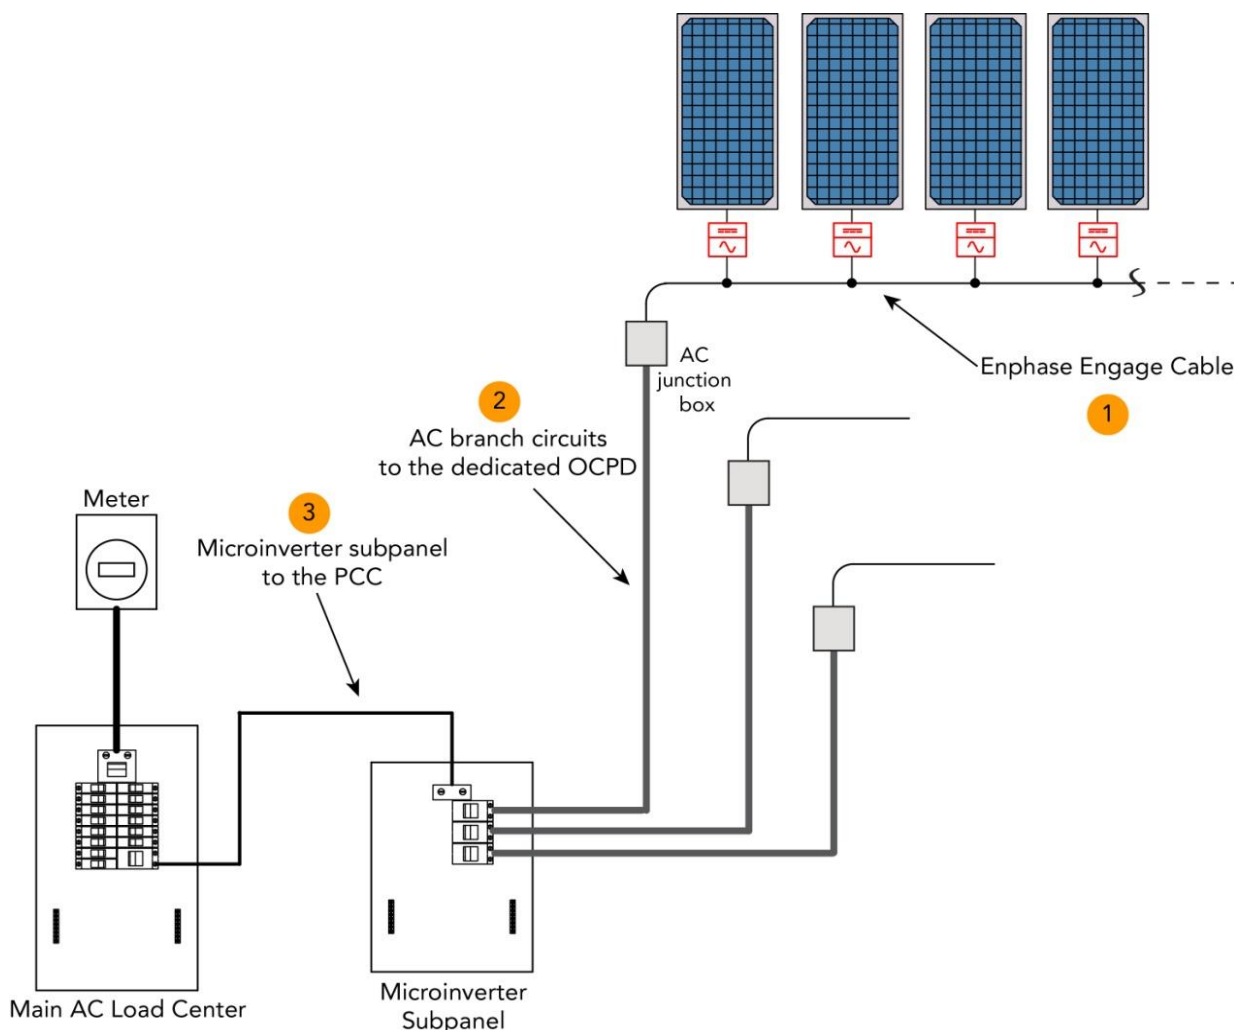 AC
junction
box
Enphase Engage Cable
1
2
AC branch circuits
to the dedicated OCPD
3
Microinverter subpanel
to the PCC
Meter
Main AC Load Center
Microinverter
Subpanel